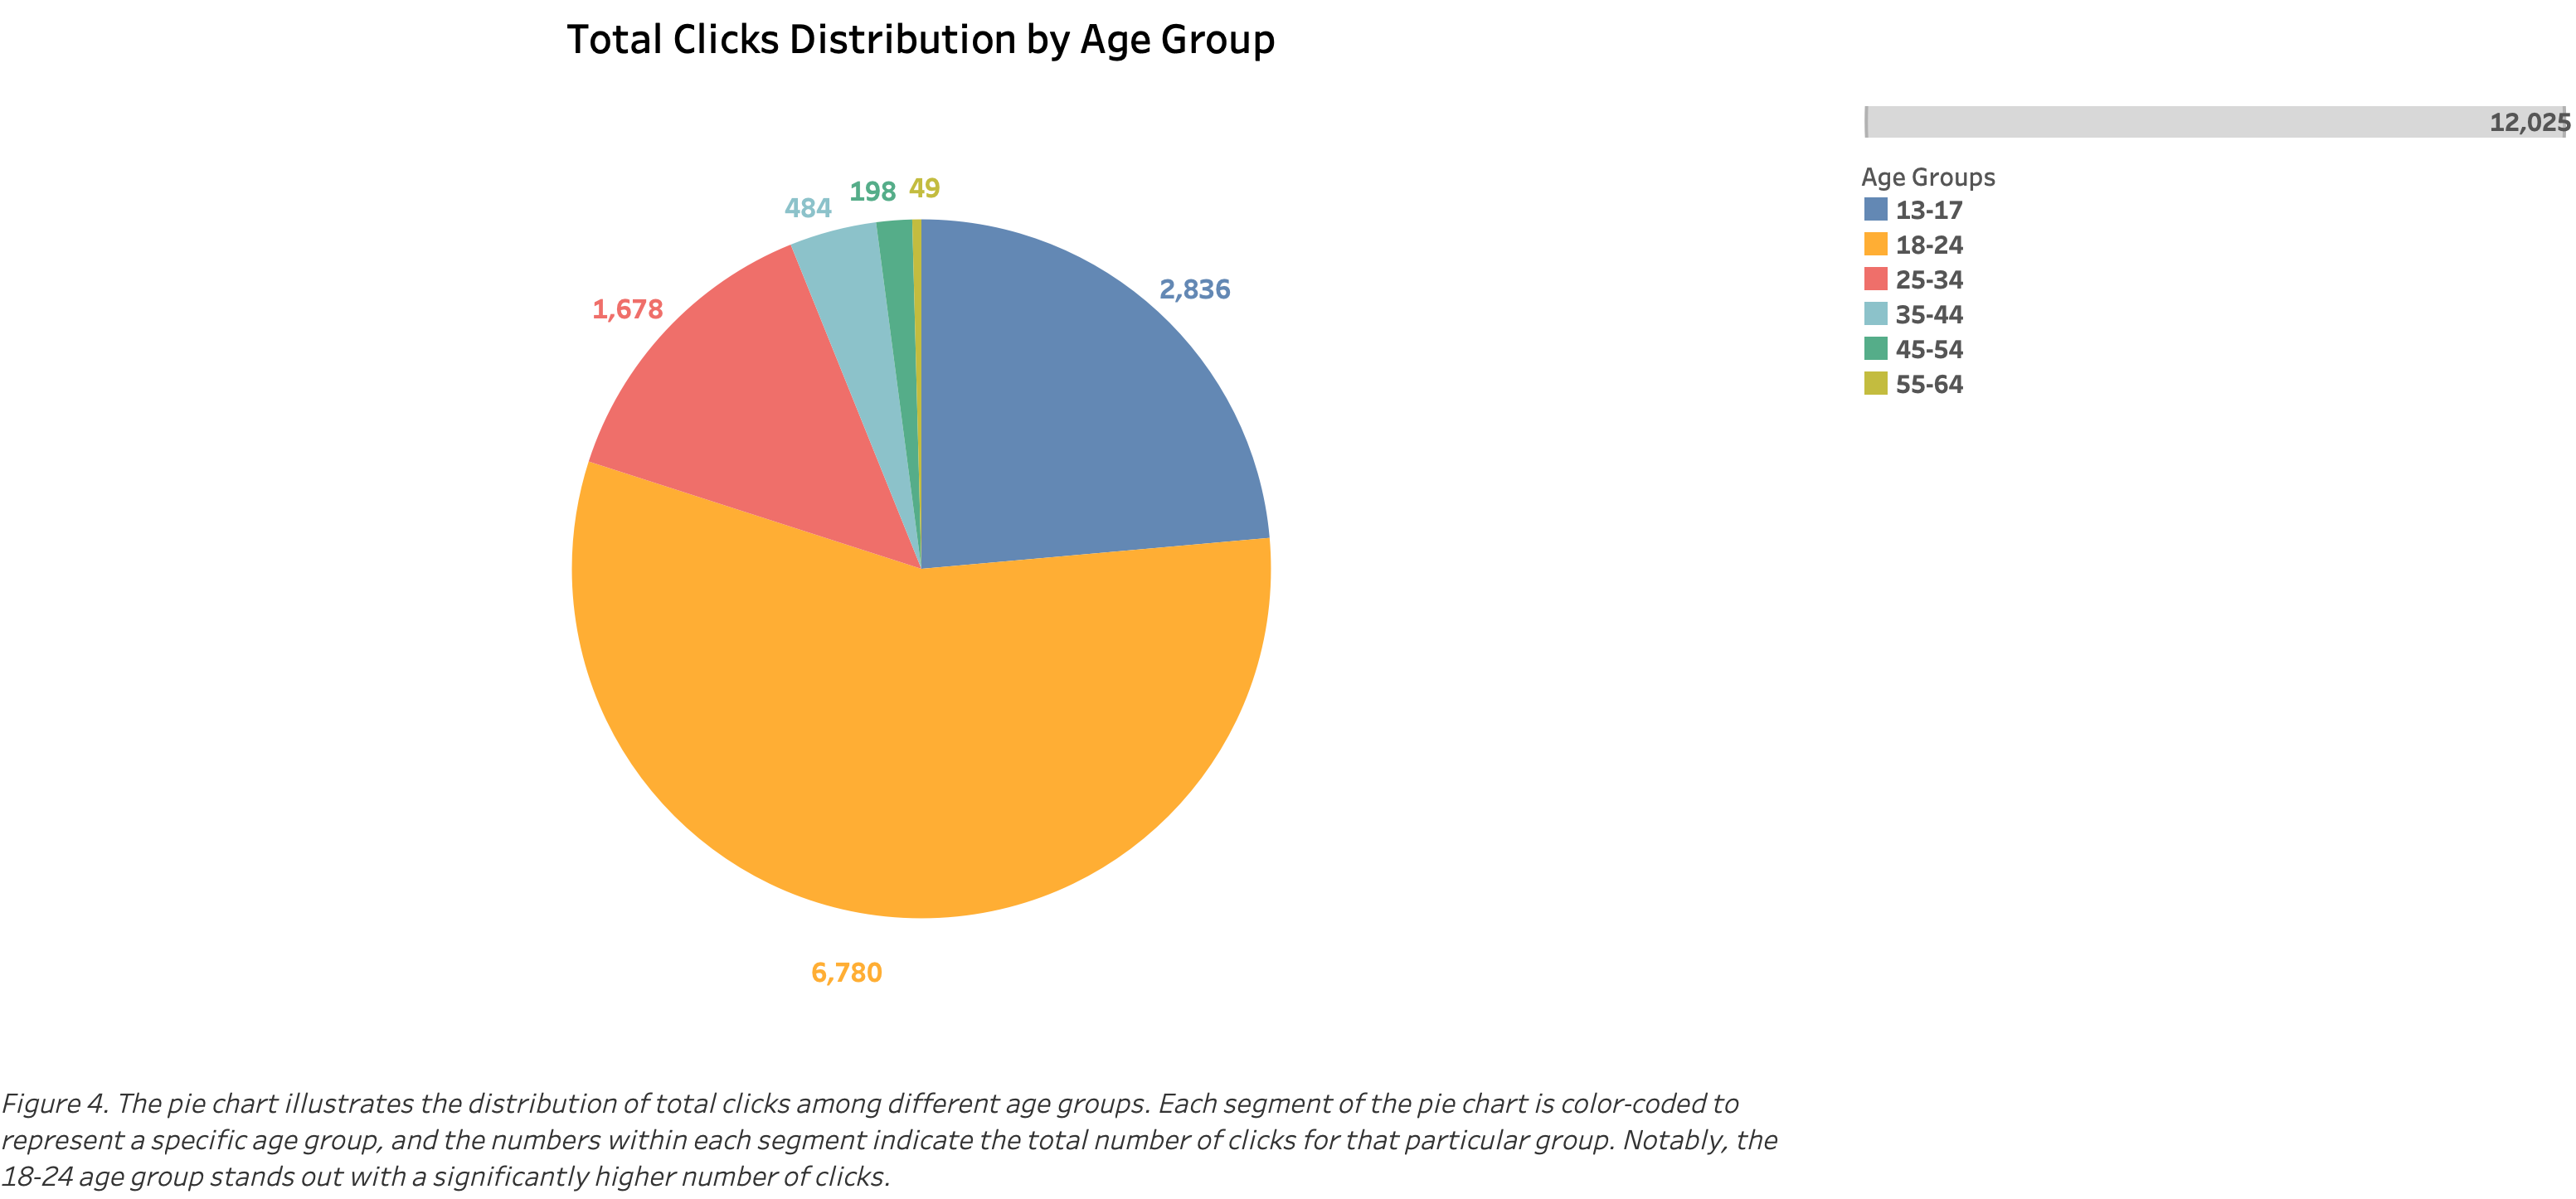 Total Clicks Distribution by Age Group
12,025
Age Groups
13-17
18-24
25-34
35-44
45-54
55-64
484
198
49
2,836
1,678
6,780
Figure 4. The pie chart illustrates the distribution of total clicks among different age groups. Each segment of the pie chart is color-coded to
represent a specific age group, and the numbers within each segment indicate the total number of clicks for that particular group. Notably, the
18-24 age group stands out with a significantly higher number of clicks.